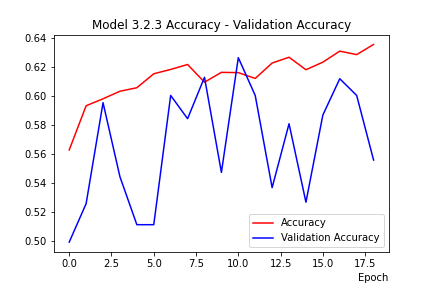 Model 3.2.3 Accuracy - Validation Accuracy
0.64
0.62
0.60
0.58
0.56
0.54
0.52
0.50
Accuracy
Validation Accuracy
0.0 2.5 5.0 7.5 10.0 12.5 15.0 17.5
Epoch